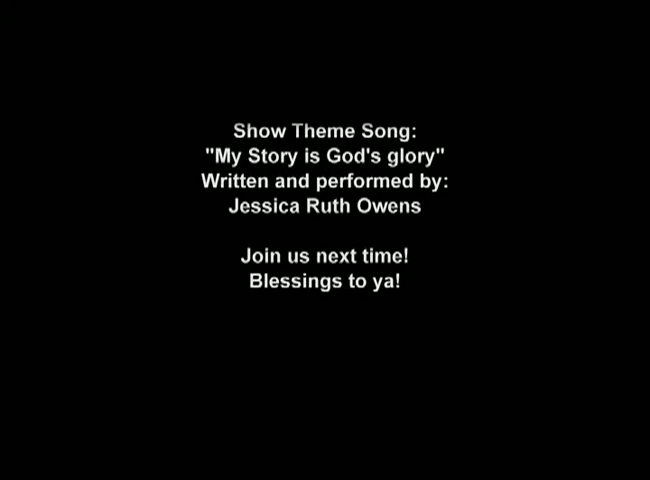 Show Theme Song:
"My Story is God's glory"
Written and performed by:
Jessica Ruth Owens
Join us next time!
Blessings to ya!